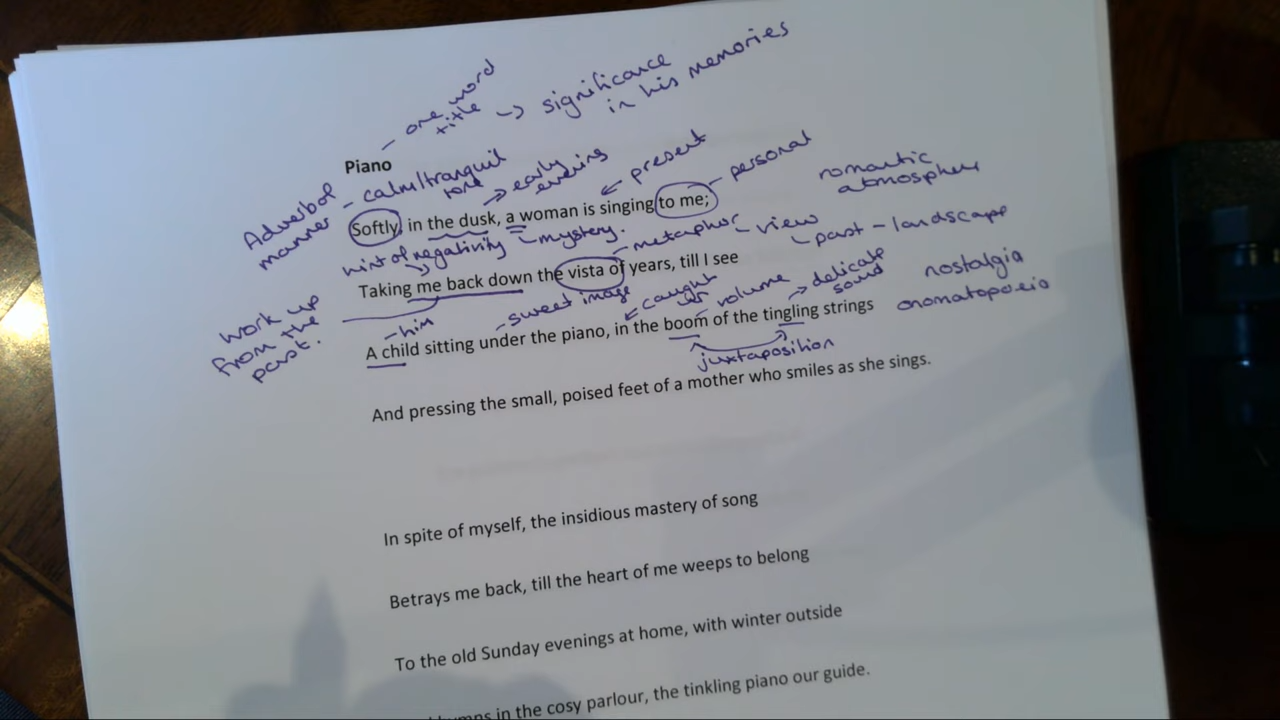 - one word
title -> significance
in his memories
Piano
Adverb of
manner - calm/tranquil
tone
-> early
evening
<- present
- personal
romantic
atmosphere
Softly, in the dusk, a woman is singing to me;
hint of negativity
- mystery.
- metaphor - view
- past - landscape
Taking me back down the vista of years, till I see
work up
from the
past.
- him
- sweet image
caught
volume
-> delicate
sound
nostalgia
onomatopoeia
A child sitting under the piano, in the boom of the tingling strings
juxtaposition
And pressing the small, poised feet of a mother who smiles as she sings.
In spite of myself, the insidious mastery of song
Betrays me back, till the heart of me weeps to belong
To the old Sunday evenings at home, with winter outside
in the cosy parlour, the tinkling piano our guide.